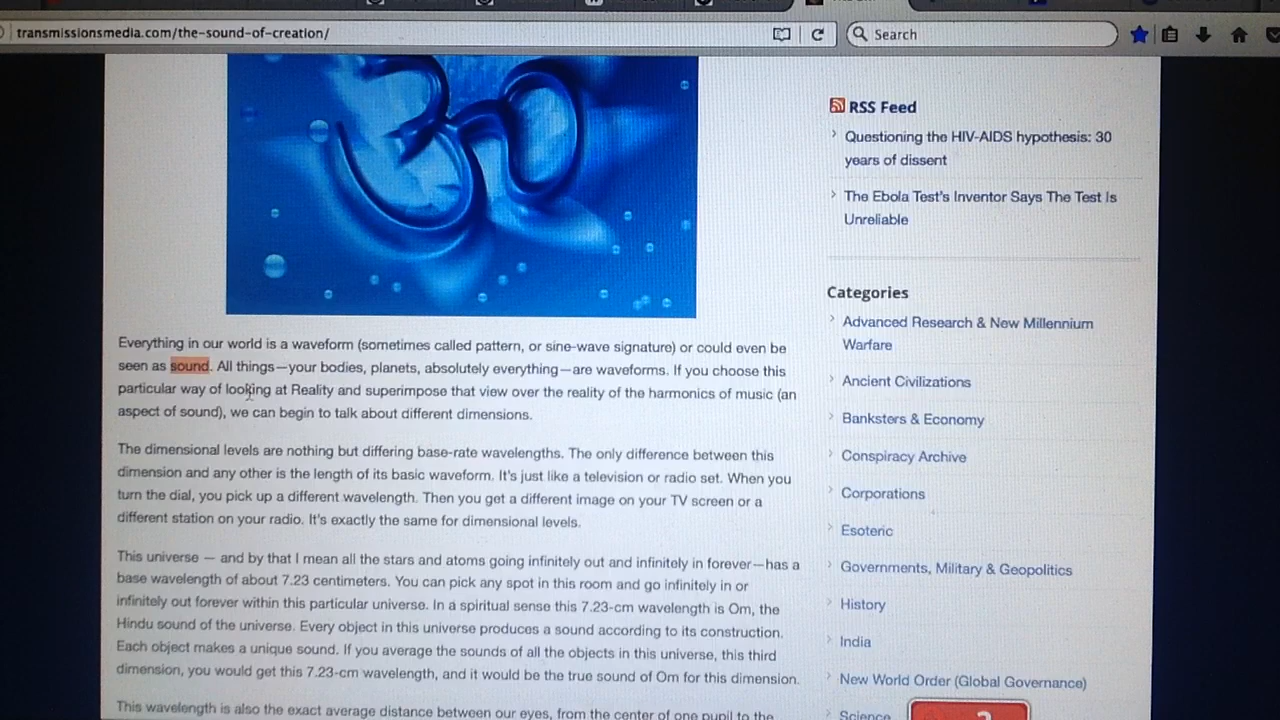 transmissionsmedia.com/the-sound-of-creation/
Search
RSS Feed
Questioning the HIV-AIDS hypothesis: 30
years of dissent
The Ebola Test's Inventor Says The Test Is
Unreliable
Categories
Advanced Research & New Millennium
Warfare
Ancient Civilizations
Banksters & Economy
Conspiracy Archive
Corporations
Esoteric
Governments, Military & Geopolitics
History
India
New World Order (Global Governance)
Science
Everything in our world is a waveform (sometimes called pattern, or sine-wave signature) or could even be
seen as sound. All things—your bodies, planets, absolutely everything—are waveforms. If you choose this
particular way of looking at Reality and superimpose that view over the reality of the harmonics of music (an
aspect of sound), we can begin to talk about different dimensions.
The dimensional levels are nothing but differing base-rate wavelengths. The only difference between this
dimension and any other is the length of its basic waveform. It's just like a television or radio set. When you
turn the dial, you pick up a different wavelength. Then you get a different image on your TV screen or a
different station on your radio. It's exactly the same for dimensional levels.
This universe — and by that I mean all the stars and atoms going infinitely out and infinitely in forever—has a
base wavelength of about 7.23 centimeters. You can pick any spot in this room and go infinitely in or
infinitely out forever within this particular universe. In a spiritual sense this 7.23-cm wavelength is Om, the
Hindu sound of the universe. Every object in this universe produces a sound according to its construction.
Each object makes a unique sound. If you average the sounds of all the objects in this universe, this third
dimension, you would get this 7.23-cm wavelength, and it would be the true sound of Om for this dimension.
This wavelength is also the exact average distance between our eyes, from the center of one pupil to the